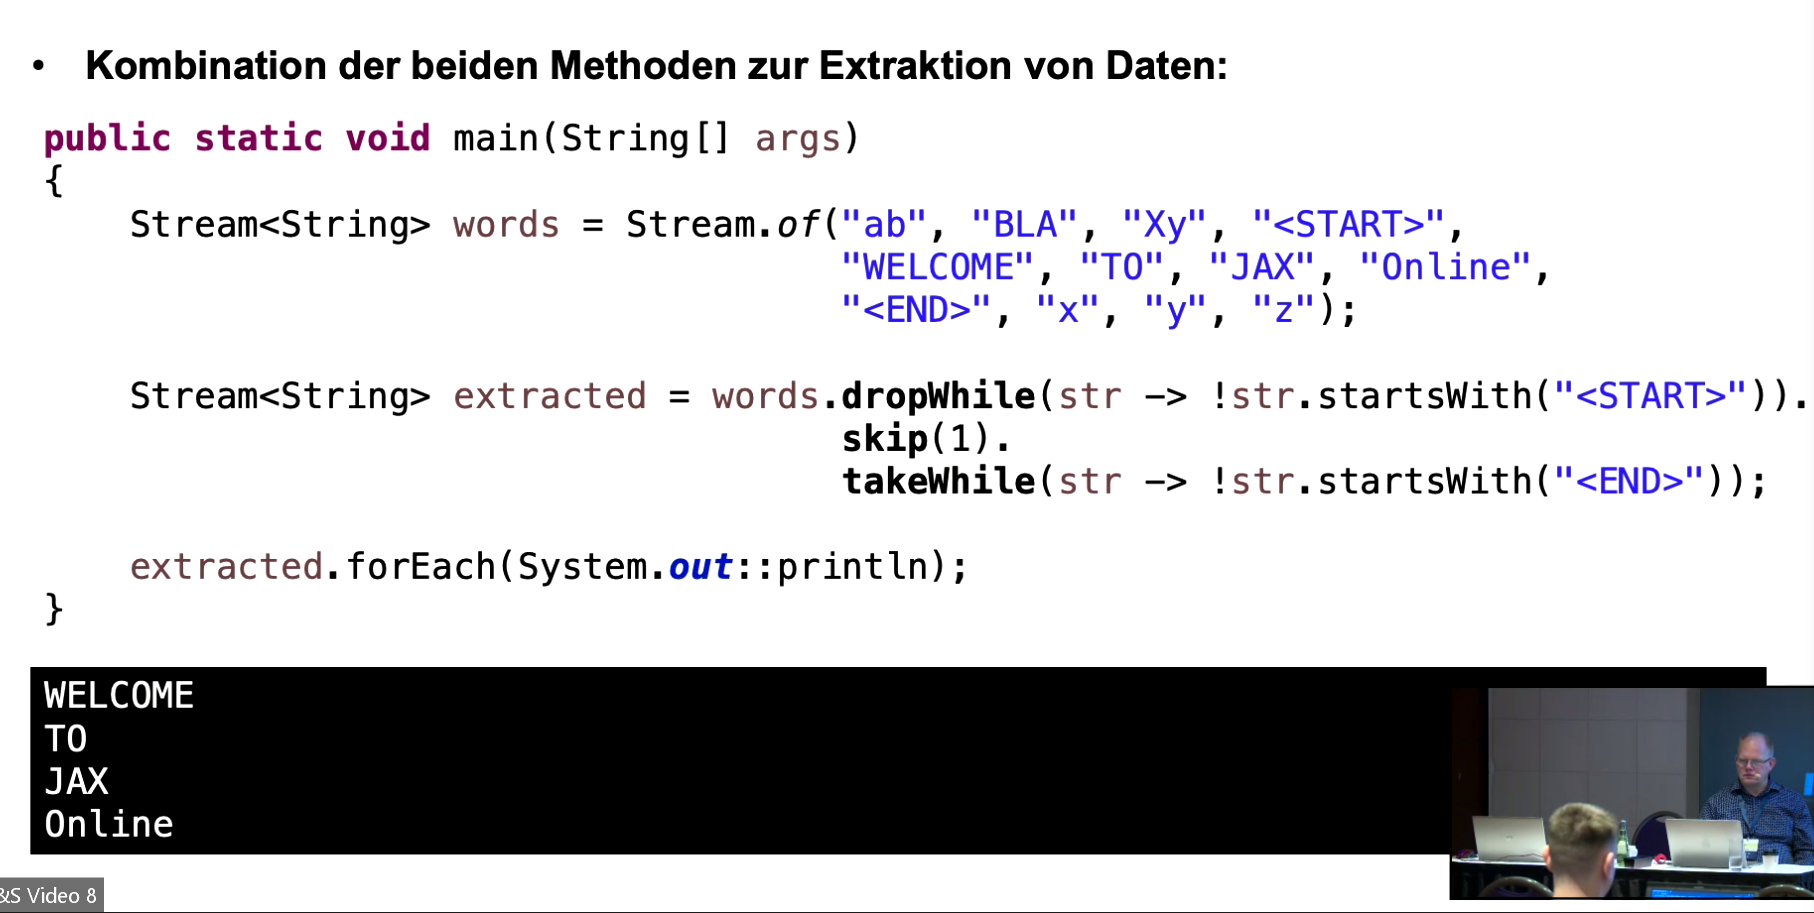 • Kombination der beiden Methoden zur Extraktion von Daten:
public static void main(String[] args)
{
Stream<String> words = Stream.of("ab", "BLA", "Xy", "<START>",
"WELCOME", "TO", "JAX", "Online",
"<END>", "x", "y", "z");
Stream<String> extracted = words.dropWhile(str -> !str.startsWith("<START>")).
skip(1).
takeWhile(str -> !str.startsWith("<END>"));
extracted.forEach(System.out::println);
}
WELCOME
TO
JAX
Online
&S Video 8